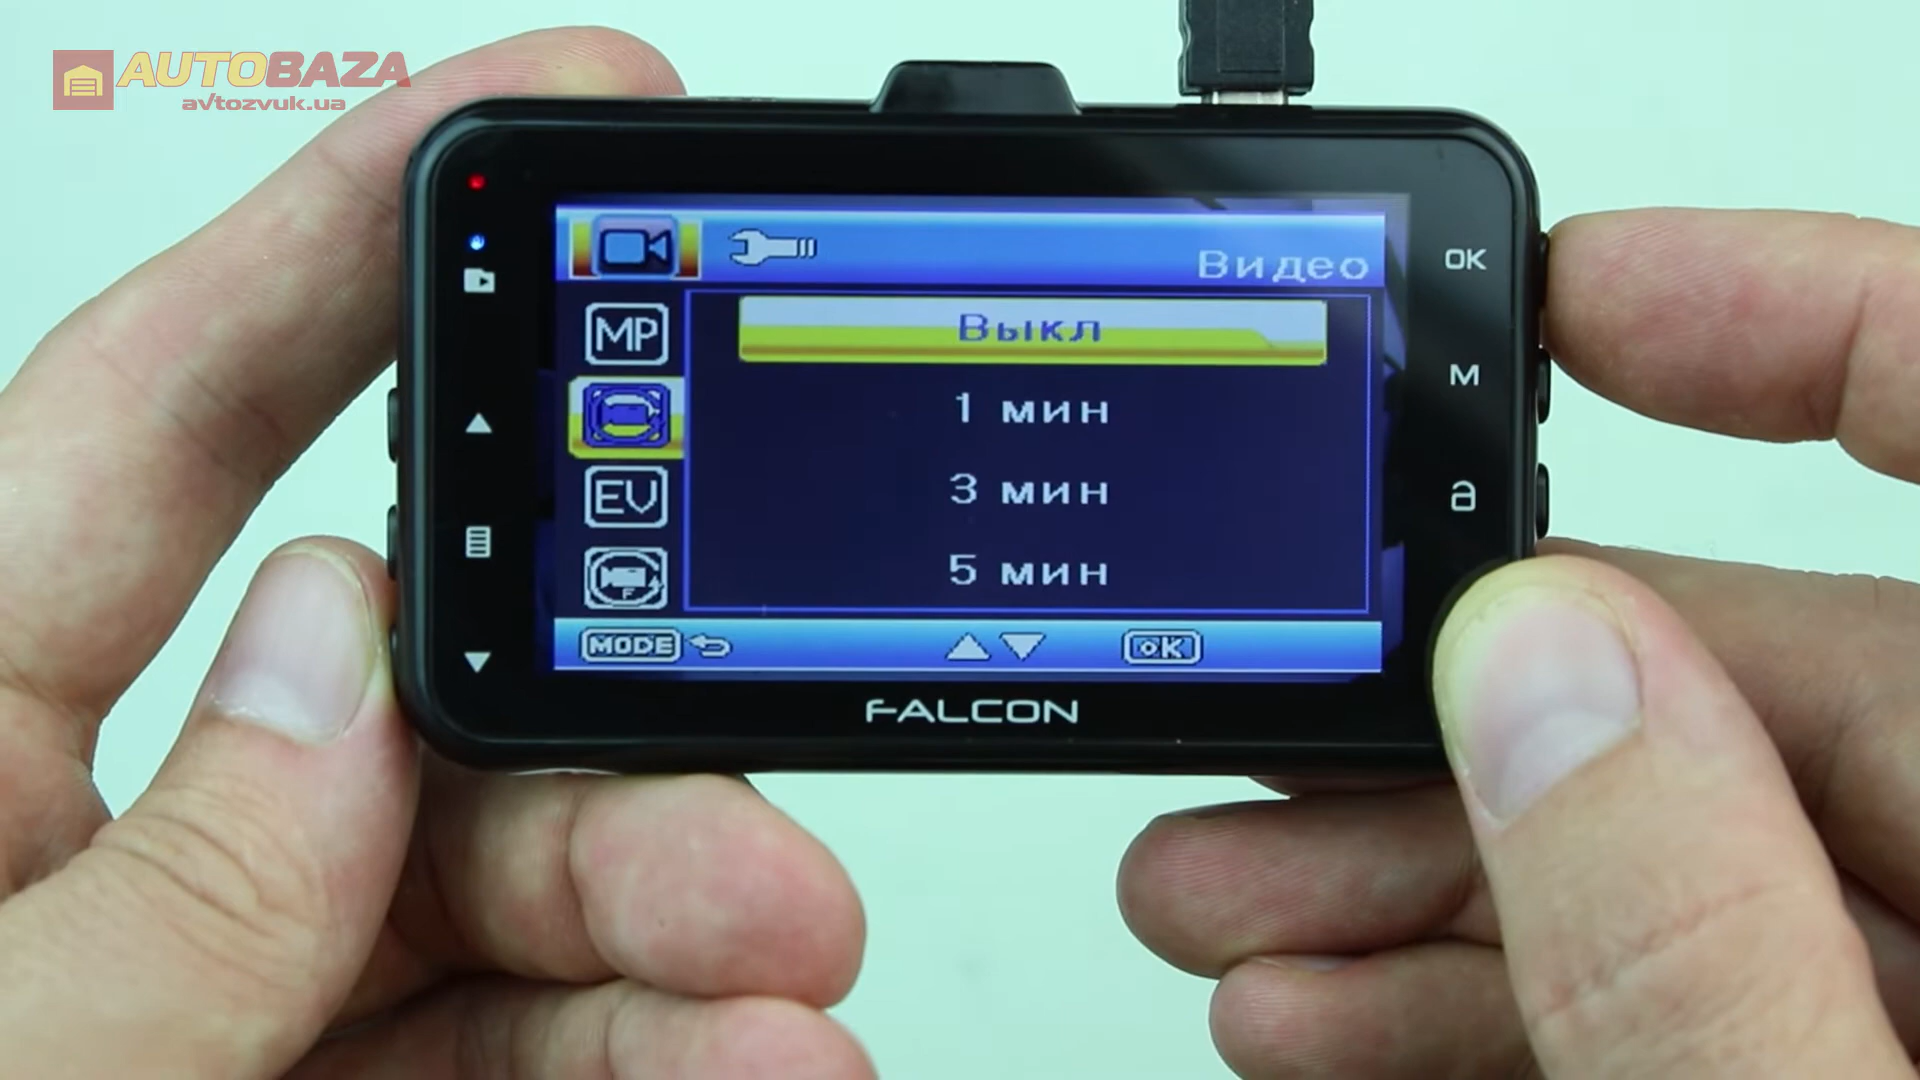 AUTOBAZA
avtozvuk.ua
Видео
MP
Выкл
1 мин
3 мин
EV
5 мин
F
MODE
OK
FALCON
OK
M